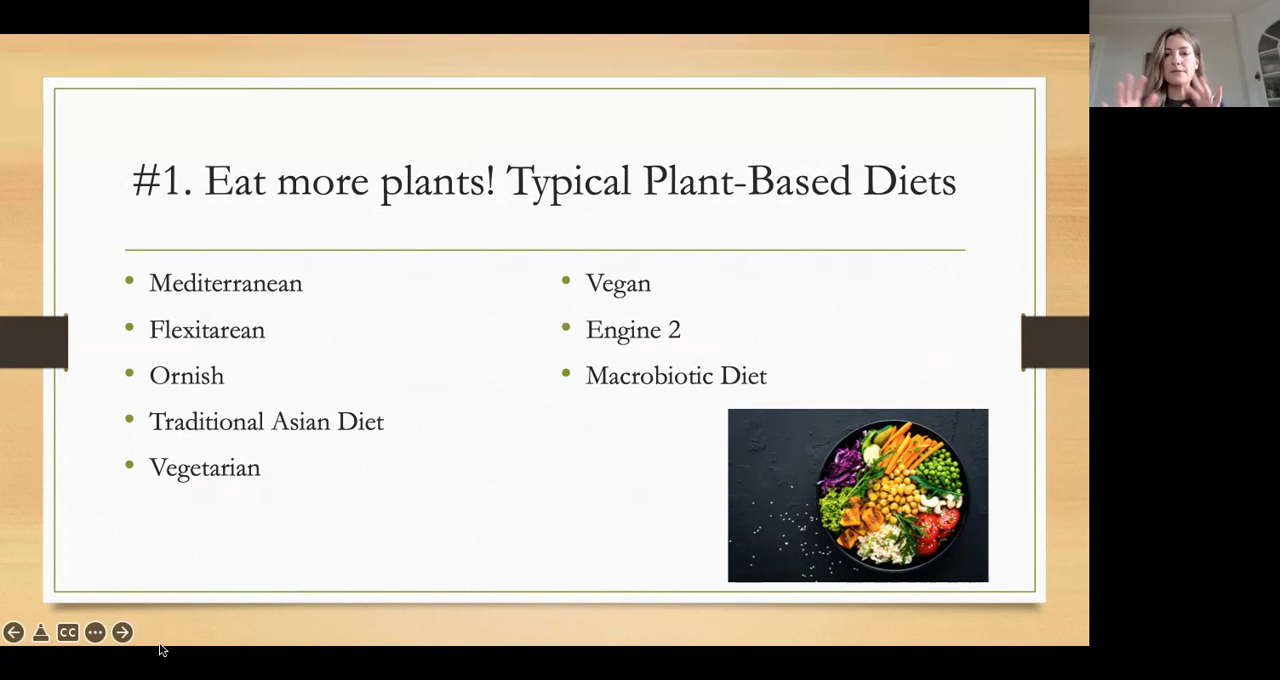 #1. Eat more plants! Typical Plant-Based Diets
Mediterranean
Flexitarean
Ornish
Traditional Asian Diet
Vegetarian
Vegan
Engine 2
Macrobiotic Diet
CC